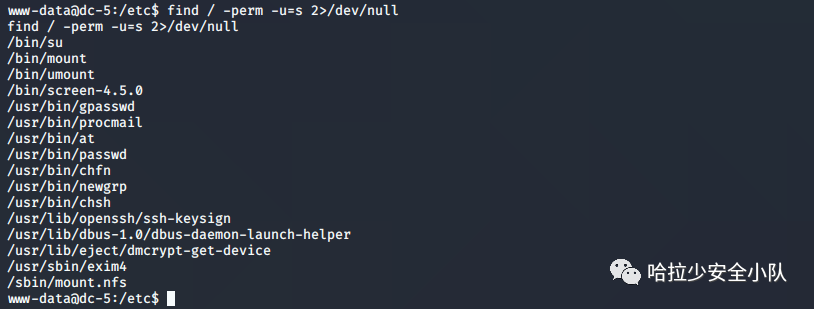 www-data@dc-5:/etc$ find / -perm -u=s 2>/dev/null
find / -perm -u=s 2>/dev/null
/bin/su
/bin/mount
/bin/umount
/bin/screen-4.5.0
/usr/bin/gpasswd
/usr/bin/procmail
/usr/bin/at
/usr/bin/passwd
/usr/bin/chfn
/usr/bin/newgrp
/usr/bin/chsh
/usr/lib/openssh/ssh-keysign
/usr/lib/dbus-1.0/dbus-daemon-launch-helper
/usr/lib/eject/dmcrypt-get-device
/usr/sbin/exim4
/sbin/mount.nfs
www-data@dc-5:/etc$
哈拉少安全小队